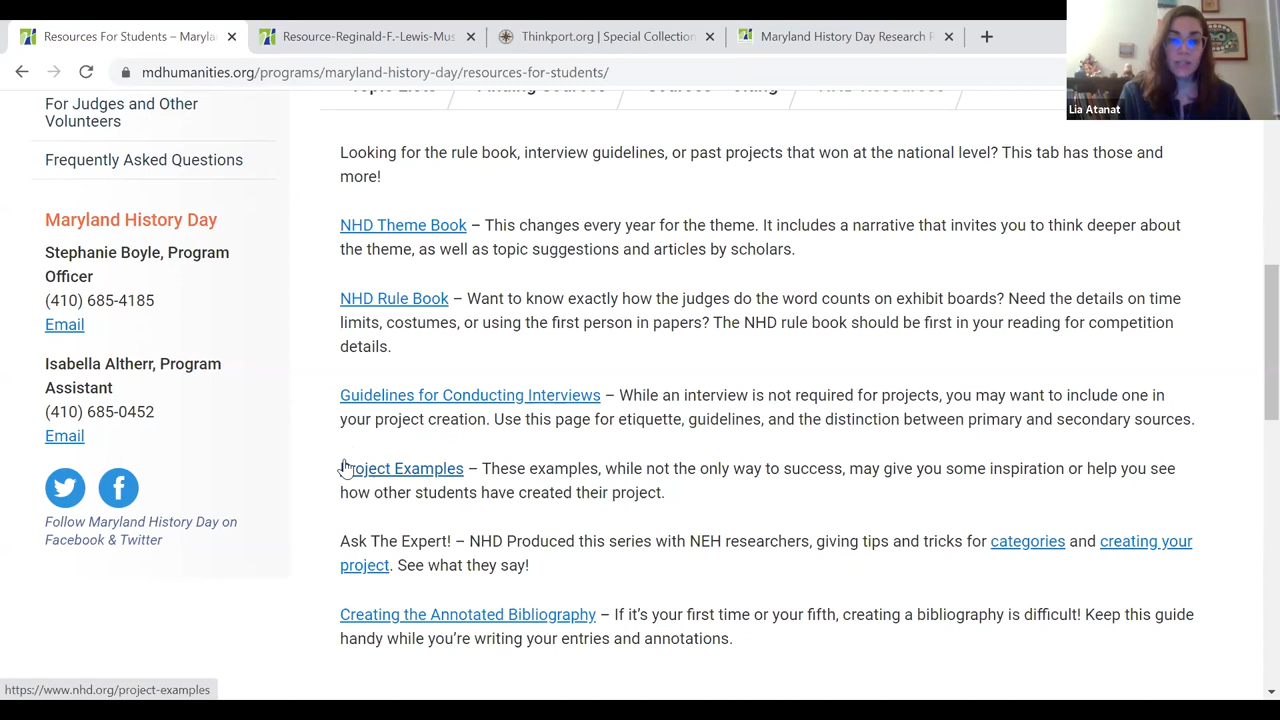 Resources For Students – Maryla
Resource-Reginald-F.-Lewis-Mus
Thinkport.org | Special Collection
Maryland History Day Research R
mdhumanities.org/programs/maryland-history-day/resources-for-students/
Lia Atanat
For Judges and Other
Volunteers
Frequently Asked Questions
Maryland History Day
Stephanie Boyle, Program
Officer
(410) 685-4185
Email
Isabella Altherr, Program
Assistant
(410) 685-0452
Email
Follow Maryland History Day on
Facebook & Twitter
Looking for the rule book, interview guidelines, or past projects that won at the national level? This tab has those and
more!
NHD Theme Book – This changes every year for the theme. It includes a narrative that invites you to think deeper about
the theme, as well as topic suggestions and articles by scholars.
NHD Rule Book – Want to know exactly how the judges do the word counts on exhibit boards? Need the details on time
limits, costumes, or using the first person in papers? The NHD rule book should be first in your reading for competition
details.
Guidelines for Conducting Interviews – While an interview is not required for projects, you may want to include one in
your project creation. Use this page for etiquette, guidelines, and the distinction between primary and secondary sources.
Project Examples – These examples, while not the only way to success, may give you some inspiration or help you see
how other students have created their project.
Ask The Expert! – NHD Produced this series with NEH researchers, giving tips and tricks for categories and creating your
project. See what they say!
Creating the Annotated Bibliography – If it's your first time or your fifth, creating a bibliography is difficult! Keep this guide
handy while you're writing your entries and annotations.
https://www.nhd.org/project-examples